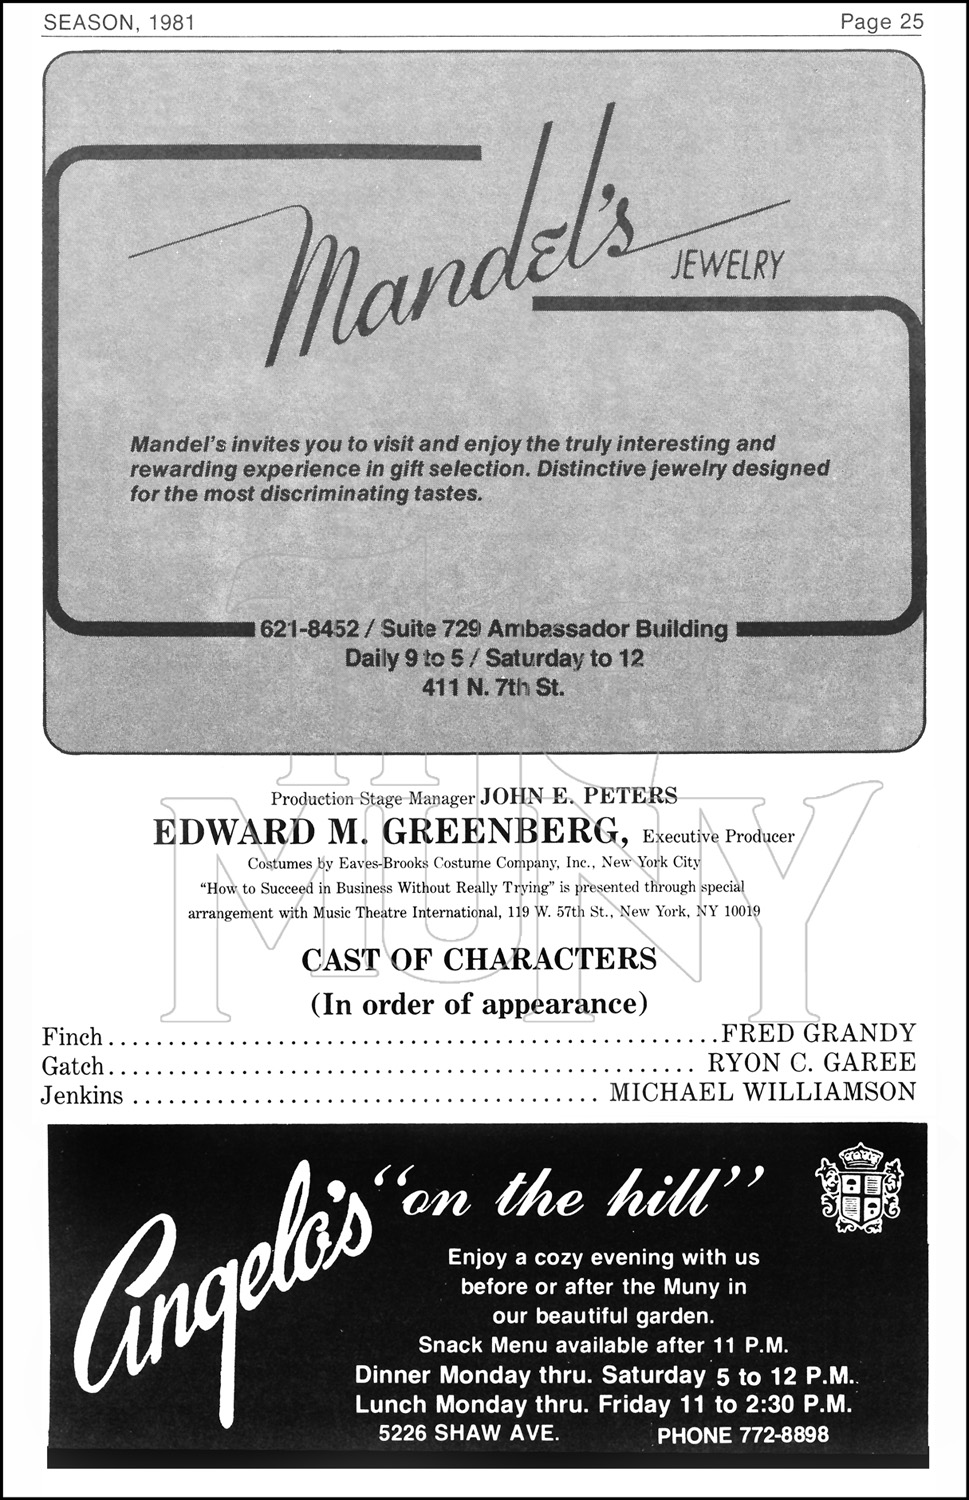 SEASON, 1981
Page 25
Mandel's
JEWELRY
Mandel's invites you to visit and enjoy the truly interesting and
rewarding experience in gift selection. Distinctive jewelry designed
for the most discriminating tastes.
621-8452 / Suite 729 Ambassador Building
Daily 9 to 5 / Saturday to 12
411 N. 7th St.
THE MUNY
Production Stage Manager JOHN E. PETERS
EDWARD M. GREENBERG, Executive Producer
Costumes by Eaves-Brooks Costume Company, Inc., New York City
“How to Succeed in Business Without Really Trying” is presented through special
arrangement with Music Theatre International, 119 W. 57th St., New York, NY 10019
CAST OF CHARACTERS
(In order of appearance)
Finch . . . . . . . . . . . . . . . . . . . . . . . . . . . . . . . . . . . . . . . . . . . . . . . . . . . FRED GRANDY
Gatch . . . . . . . . . . . . . . . . . . . . . . . . . . . . . . . . . . . . . . . . . . . . . . . . . RYON C. GAREE
Jenkins . . . . . . . . . . . . . . . . . . . . . . . . . . . . . . . . . . . . . . . MICHAEL WILLIAMSON
Angelo's “on the hill”
Enjoy a cozy evening with us
before or after the Muny in
our beautiful garden.
Snack Menu available after 11 P.M.
Dinner Monday thru. Saturday 5 to 12 P.M.
Lunch Monday thru. Friday 11 to 2:30 P.M.
5226 SHAW AVE. PHONE 772-8898